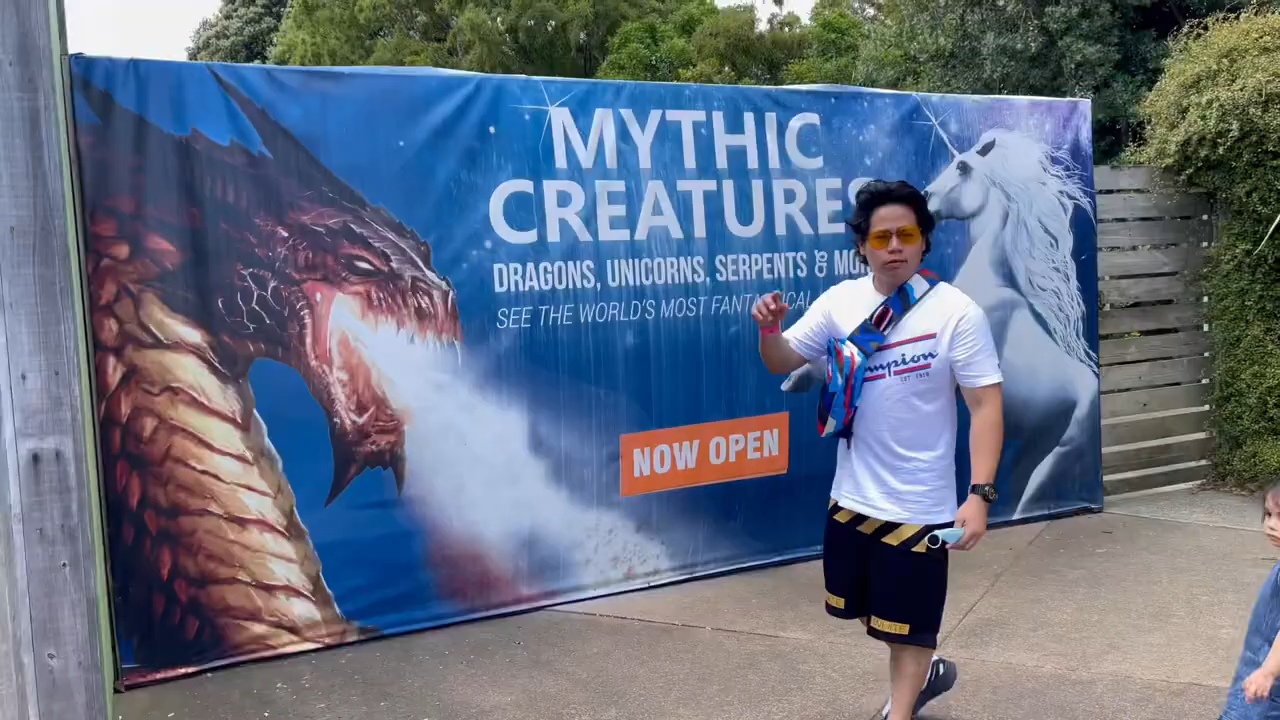 MYTHIC
CREATURES
DRAGONS, UNICORNS, SERPENTS &
SEE THE WORLD'S MOST
NOW OPEN
EST 1919